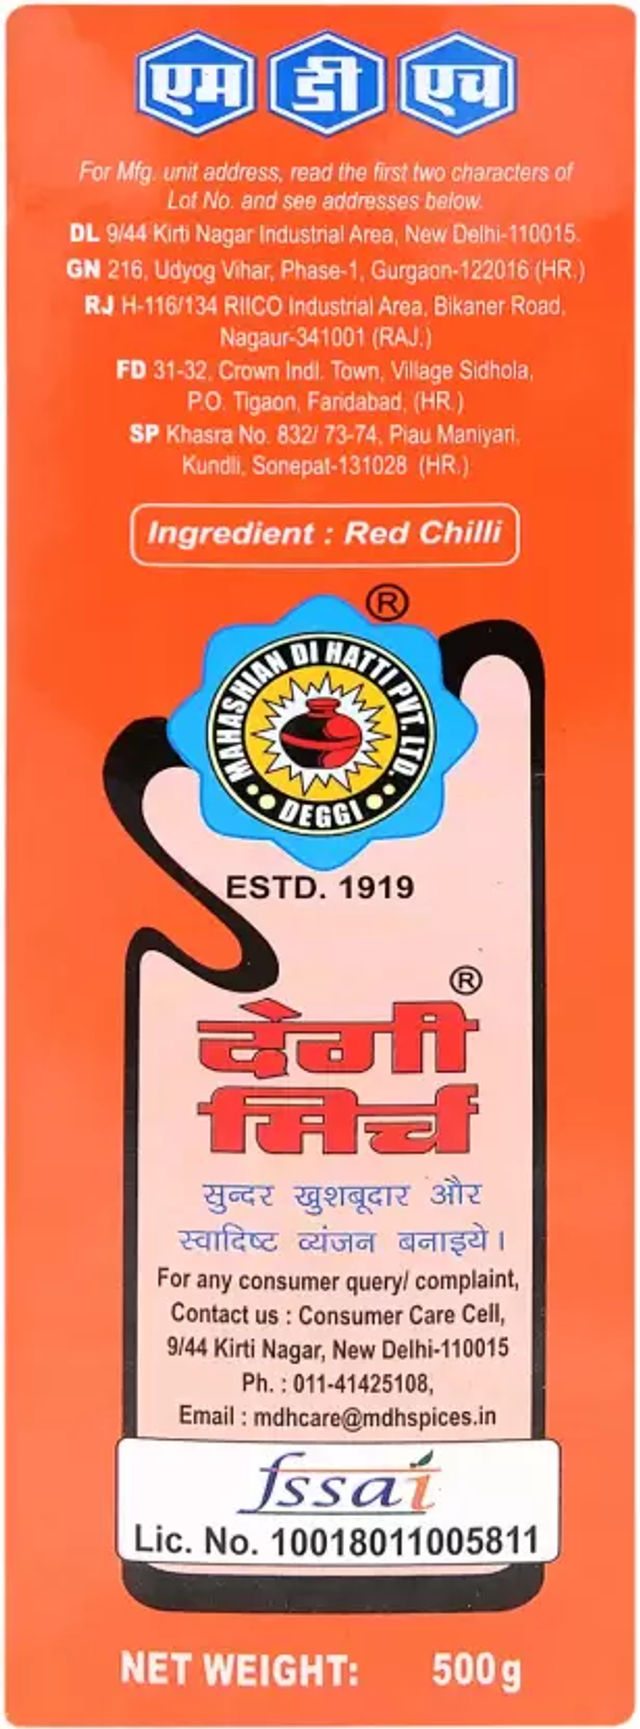 एम डी एच
For Mfg. unit address, read the first two characters of
Lot No. and see addresses below.
DL 9/44 Kirti Nagar Industrial Area, New Delhi-110015.
GN 216, Udyog Vihar, Phase-1, Gurgaon-122016 (HR.)
RJ H-116/134 RIICO Industrial Area, Bikaner Road,
Nagaur-341001 (RAJ.)
FD 31-32, Crown Indl. Town, Village Sidhola,
P.O. Tigaon, Faridabad, (HR.)
SP Khasra No. 832/ 73-74, Piau Maniyari,
Kundli, Sonepat-131028 (HR.)
Ingredient : Red Chilli
®
MAHASHIAN DI HATTI PVT. LTD.
DEGGI
ESTD. 1919
®
देगी
मिर्च
सुन्दर खुशबूदार और
स्वादिष्ट व्यंजन बनाइये।
For any consumer query/ complaint,
Contact us : Consumer Care Cell,
9/44 Kirti Nagar, New Delhi-110015
Ph. : 011-41425108,
Email : mdhcare@mdhspices.in
fssai
Lic. No. 10018011005811
NET WEIGHT: 500g